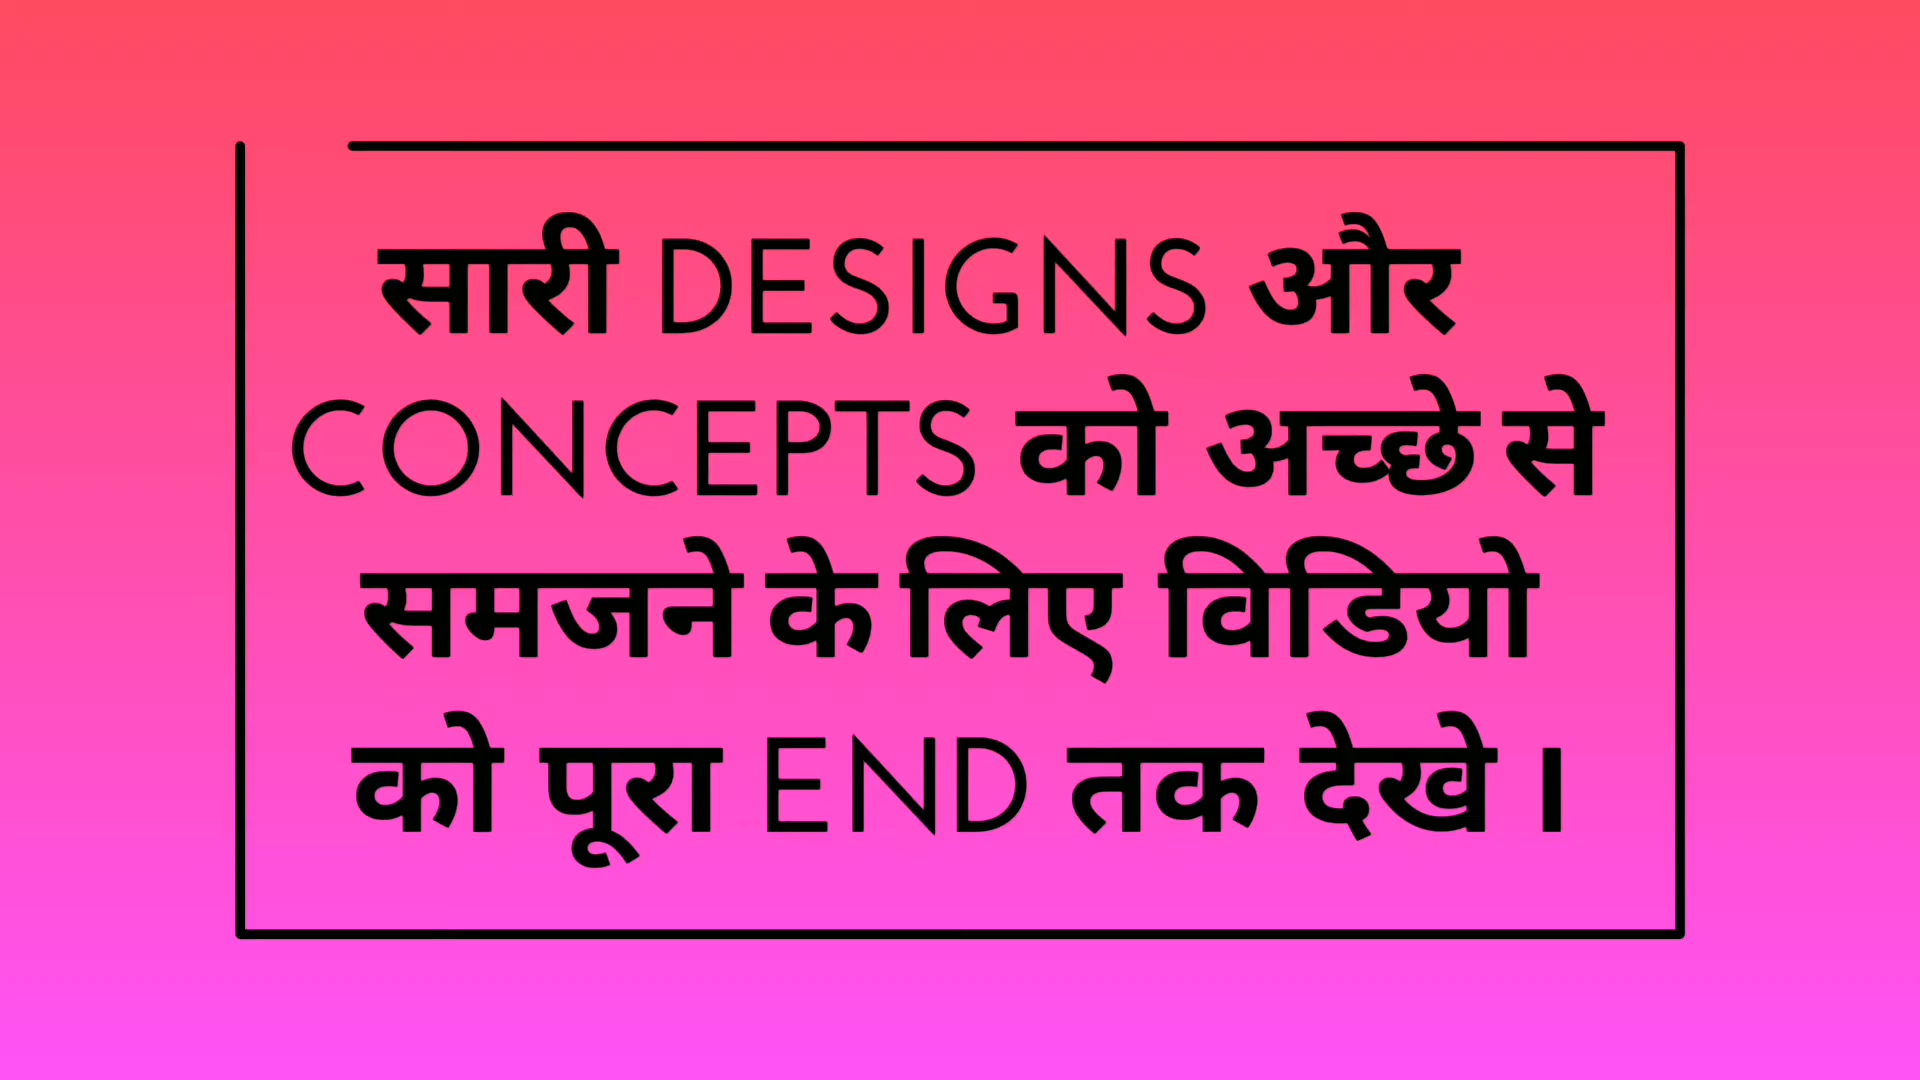 सारी DESIGNS और
CONCEPTS को अच्छे से
समजने के लिए विडियो
को पूरा END तक देखे ।